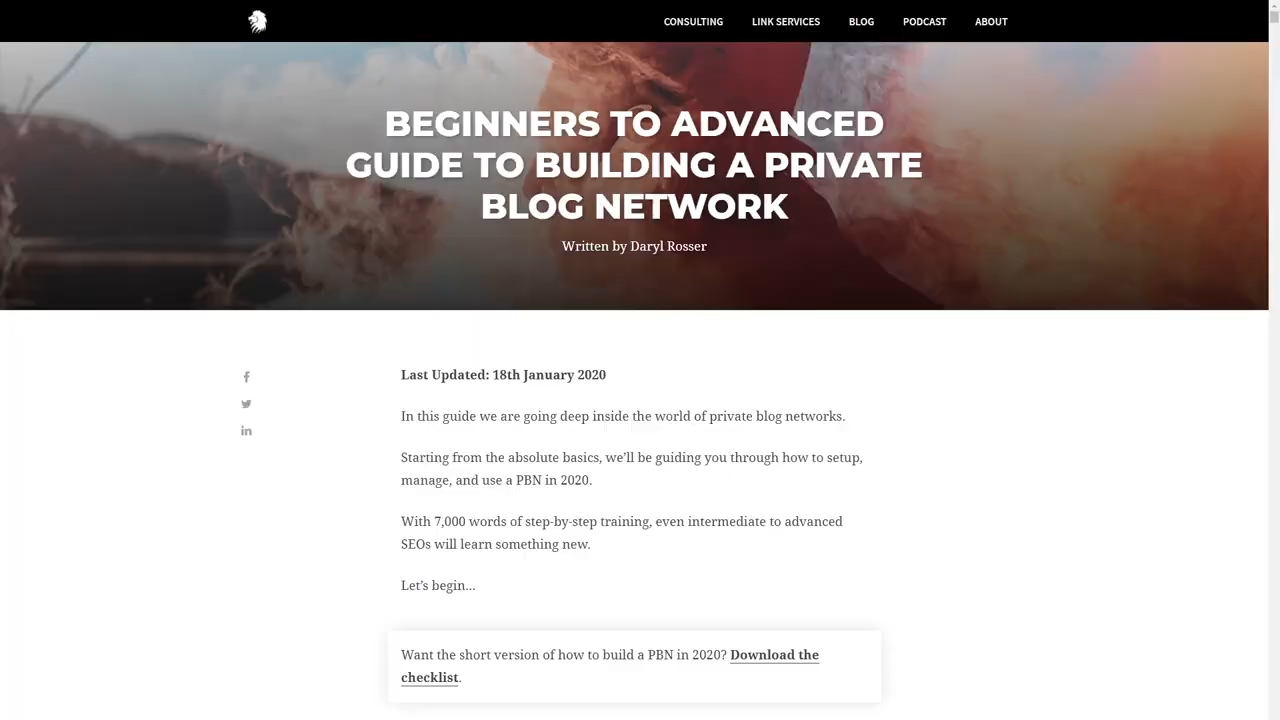 CONSULTING LINK SERVICES BLOG PODCAST ABOUT
BEGINNERS TO ADVANCED
GUIDE TO BUILDING A PRIVATE
BLOG NETWORK
Written by Daryl Rosser
Last Updated: 18th January 2020
In this guide we are going deep inside the world of private blog networks.
Starting from the absolute basics, we’ll be guiding you through how to setup,
manage, and use a PBN in 2020.
With 7,000 words of step-by-step training, even intermediate to advanced
SEOs will learn something new.
Let’s begin…
Want the short version of how to build a PBN in 2020? Download the
checklist.